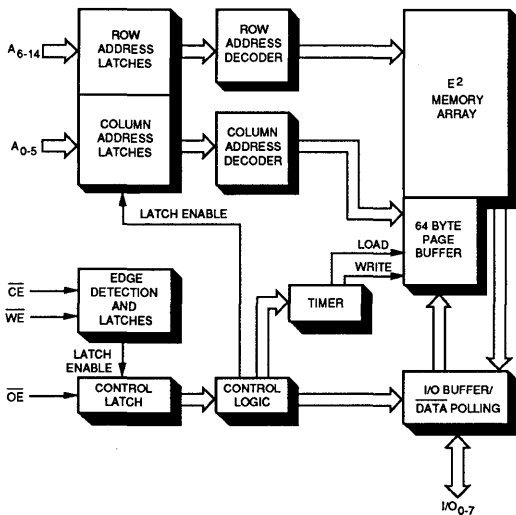 A6-14
ROW
ADDRESS
LATCHES
ROW
ADDRESS
DECODER
E2
MEMORY
ARRAY
A0-5
COLUMN
ADDRESS
LATCHES
COLUMN
ADDRESS
DECODER
LATCH ENABLE
64 BYTE
PAGE
BUFFER
LOAD
WRITE
CE
WE
EDGE
DETECTION
AND
LATCHES
TIMER
LATCH
ENABLE
OE
CONTROL
LATCH
CONTROL
LOGIC
I/O BUFFER/
DATA POLLING
I/O0-7